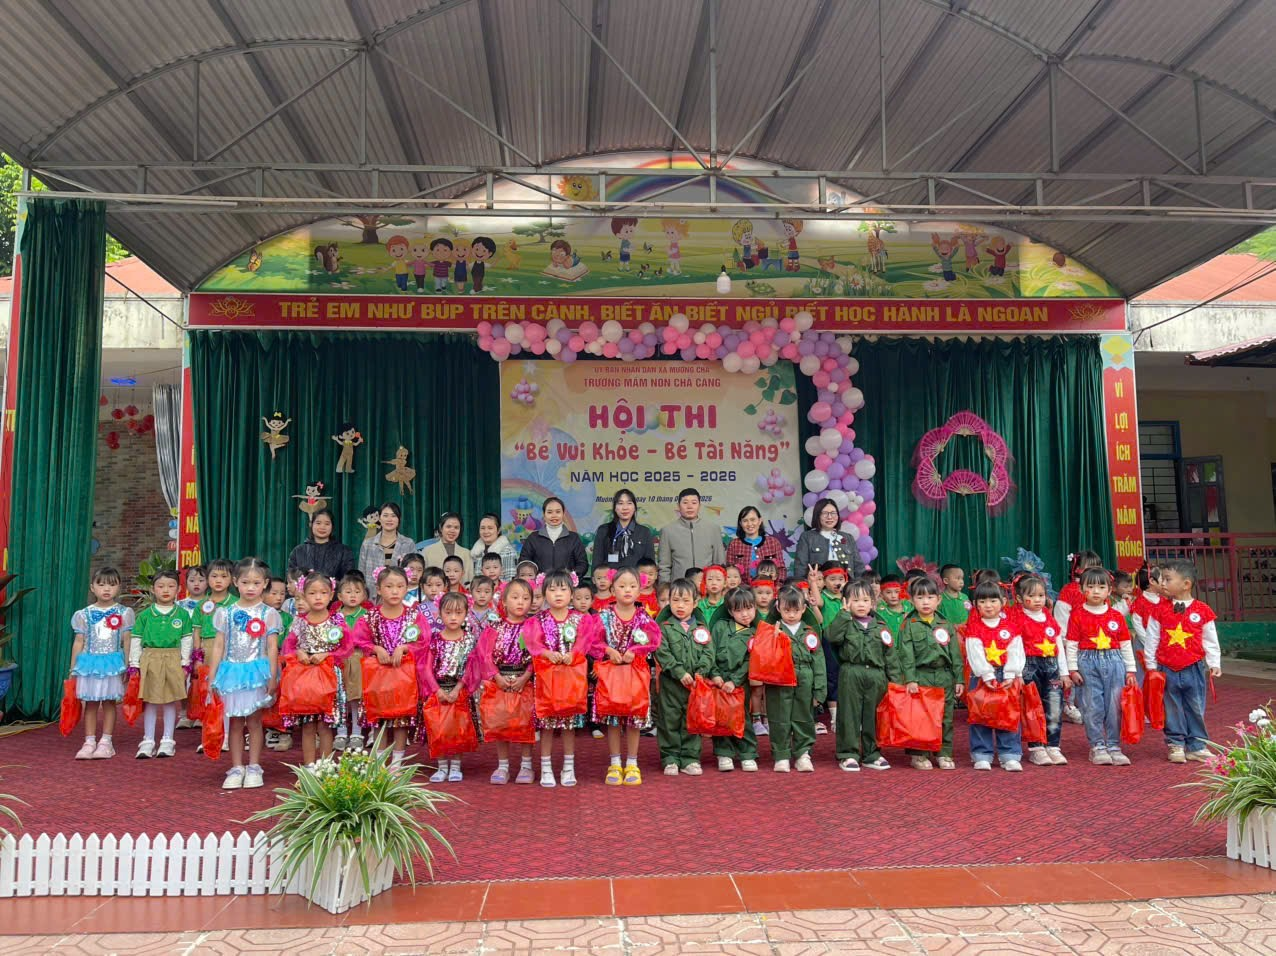 TRẺ EM NHƯ BÚP TRÊN CÀNH, BIẾT ĂN BIẾT NGỦ BIẾT HỌC HÀNH LÀ NGOAN
ỦY BAN NHÂN DÂN XÃ MƯỜNG CHÀ
TRƯỜNG MẦM NON CHÀ CANG
HỘI THI
"Bé Vui Khỏe - Bé Tài Năng"
NĂM HỌC 2025 - 2026
VÌ LỢI ÍCH TRĂM NĂM TRỒNG